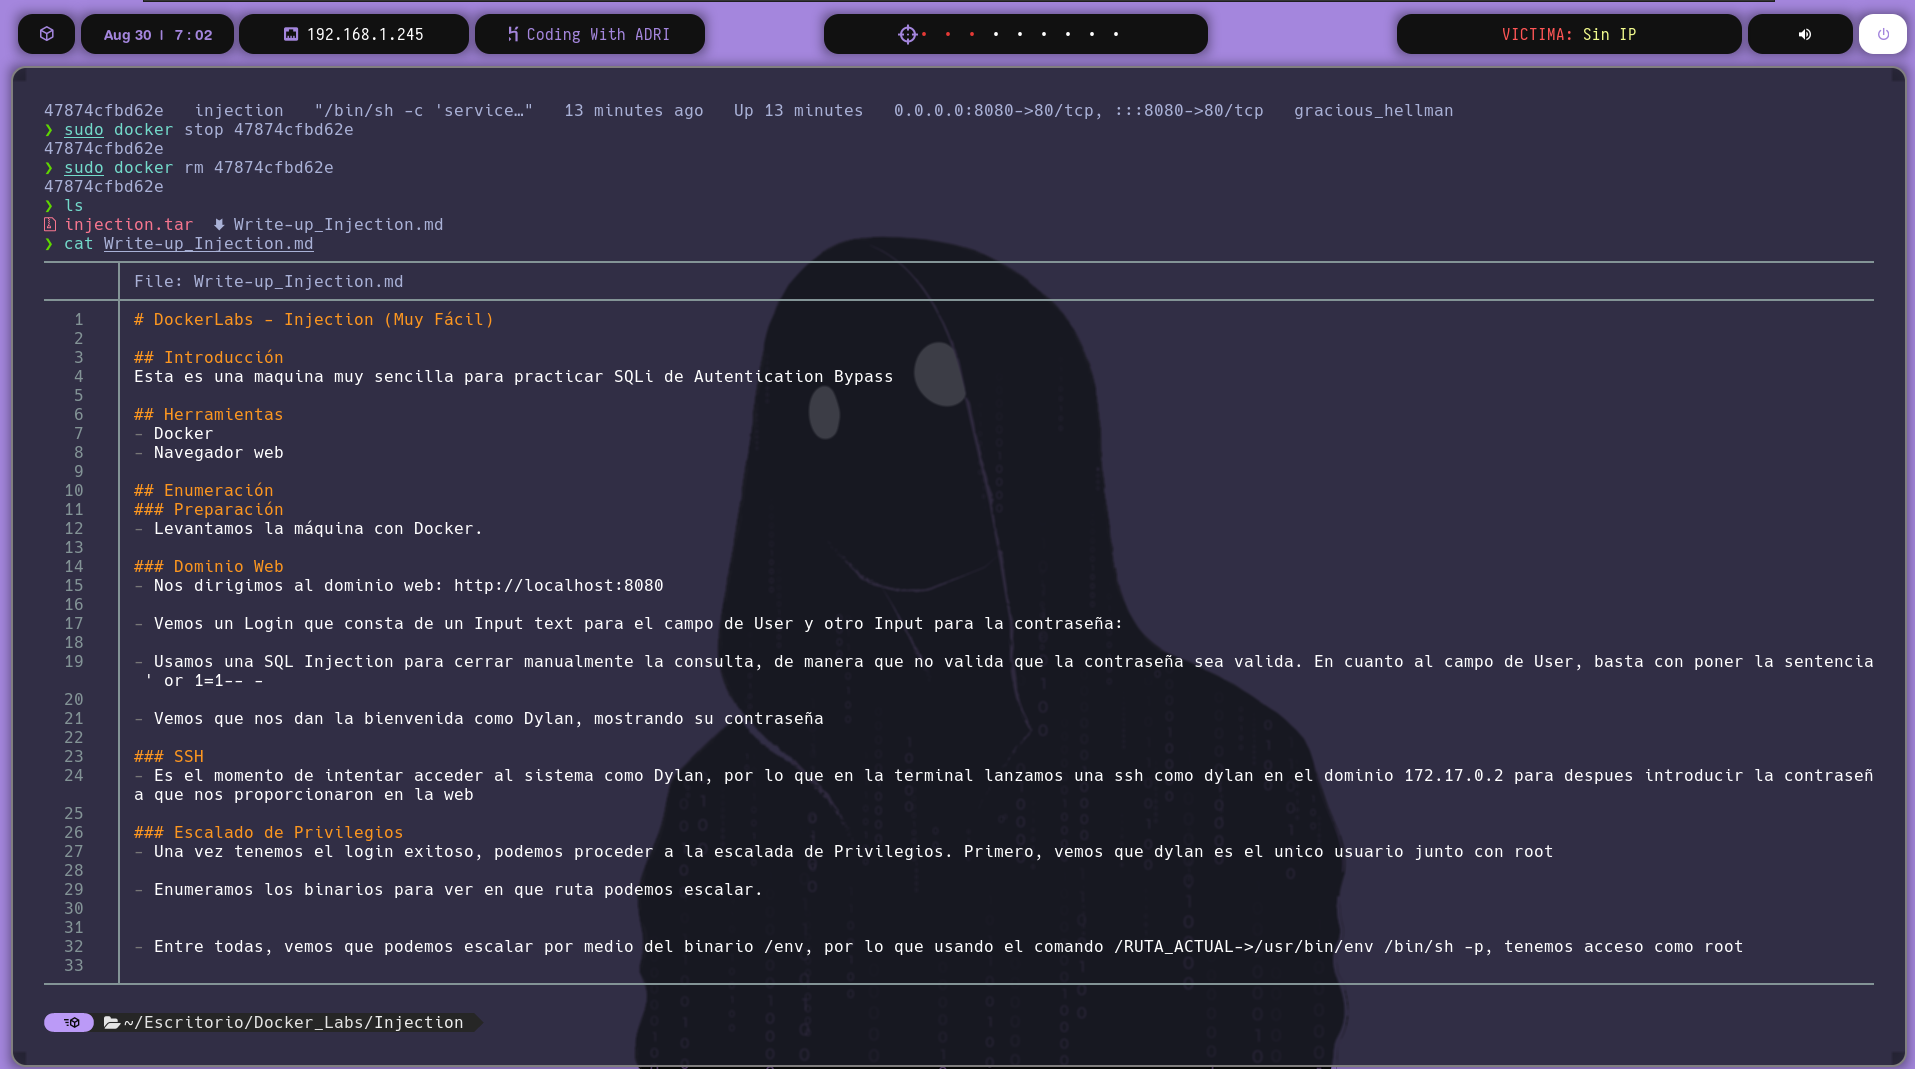 Aug 30 | 7:02
192.168.1.245
Coding With ADRI
VICTIMA: Sin IP
47874cfbd62e injection "/bin/sh -c 'service…" 13 minutes ago Up 13 minutes 0.0.0.0:8080->80/tcp, :::8080->80/tcp gracious_hellman
❯ sudo docker stop 47874cfbd62e
47874cfbd62e
❯ sudo docker rm 47874cfbd62e
47874cfbd62e
❯ ls
injection.tar Write-up_Injection.md
❯ cat Write-up_Injection.md
File: Write-up_Injection.md
1 # DockerLabs - Injection (Muy Fácil)
2
3 ## Introducción
4 Esta es una maquina muy sencilla para practicar SQLi de Autentication Bypass
5
6 ## Herramientas
7 - Docker
8 - Navegador web
9
10 ## Enumeración
11 ### Preparación
12 - Levantamos la máquina con Docker.
13
14 ### Dominio Web
15 - Nos dirigimos al dominio web: http://localhost:8080
16
17 - Vemos un Login que consta de un Input text para el campo de User y otro Input para la contraseña:
18
19 - Usamos una SQL Injection para cerrar manualmente la consulta, de manera que no valida que la contraseña sea valida. En cuanto al campo de User, basta con poner la sentencia
' or 1=1-- -
20
21 - Vemos que nos dan la bienvenida como Dylan, mostrando su contraseña
22
23 ### SSH
24 - Es el momento de intentar acceder al sistema como Dylan, por lo que en la terminal lanzamos una ssh como dylan en el dominio 172.17.0.2 para despues introducir la contraseñ
a que nos proporcionaron en la web
25
26 ### Escalado de Privilegios
27 - Una vez tenemos el login exitoso, podemos proceder a la escalada de Privilegios. Primero, vemos que dylan es el unico usuario junto con root
28
29 - Enumeramos los binarios para ver en que ruta podemos escalar.
30
31
32 - Entre todas, vemos que podemos escalar por medio del binario /env, por lo que usando el comando /RUTA_ACTUAL->/usr/bin/env /bin/sh -p, tenemos acceso como root
33
~/Escritorio/Docker_Labs/Injection